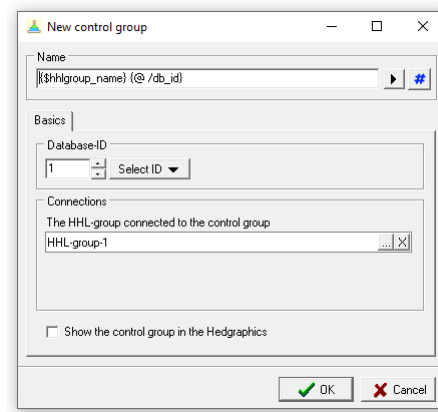 New control group
Name
{$hhlgroup_name} {@ /db_id}
#
Basics
Database-ID
1
Select ID
Connections
The HHL-group connected to the control group
HHL-group-1
...
X
Show the control group in the Hedgraphics
OK
Cancel